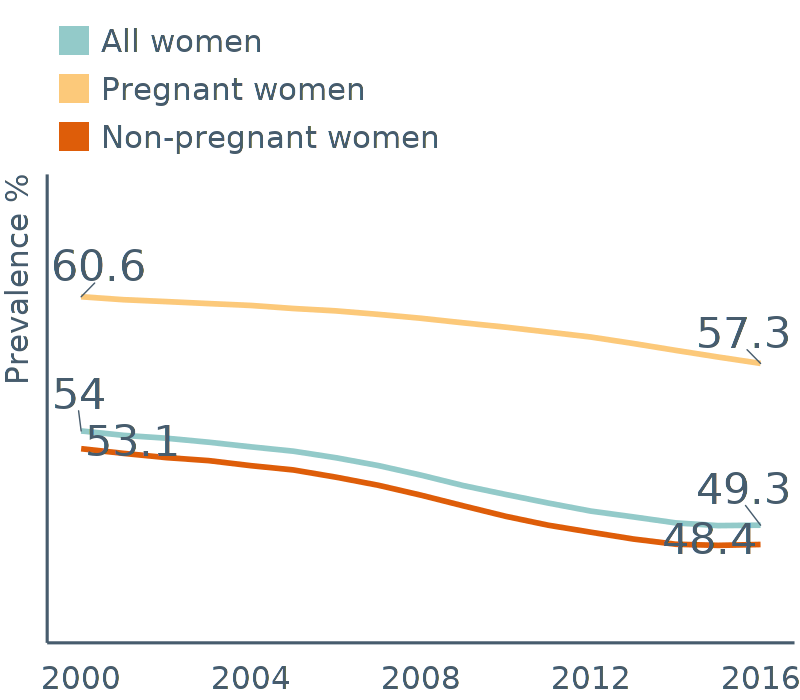 All women
Pregnant women
Non-pregnant women
Prevalence %
60.6
57.3
54
53.1
49.3
48.4
2000 2004 2008 2012 2016